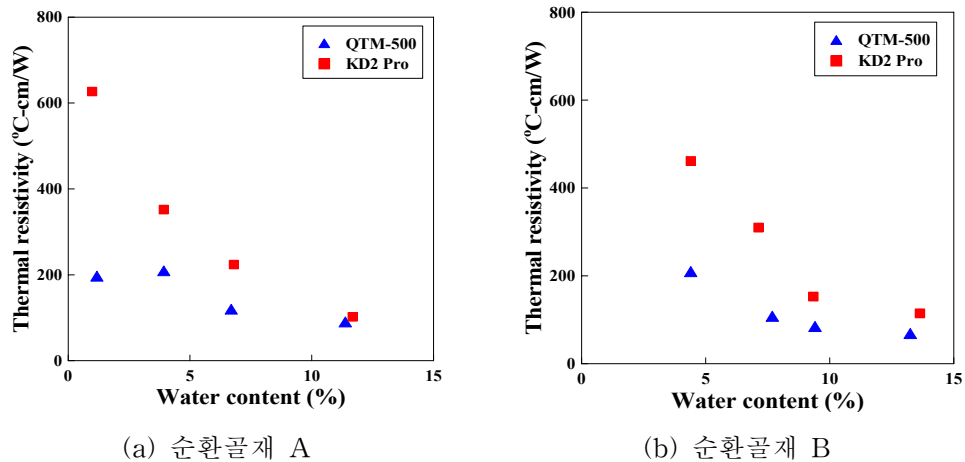 800
600
400
200
0
Thermal resistivity (ºC-cm/W)
QTM-500
KD2 Pro
0 5 10 15
Water content (%)
(a) 순환골재 A
800
600
400
200
0
Thermal resistivity (ºC-cm/W)
QTM-500
KD2 Pro
0 5 10 15
Water content (%)
(b) 순환골재 B